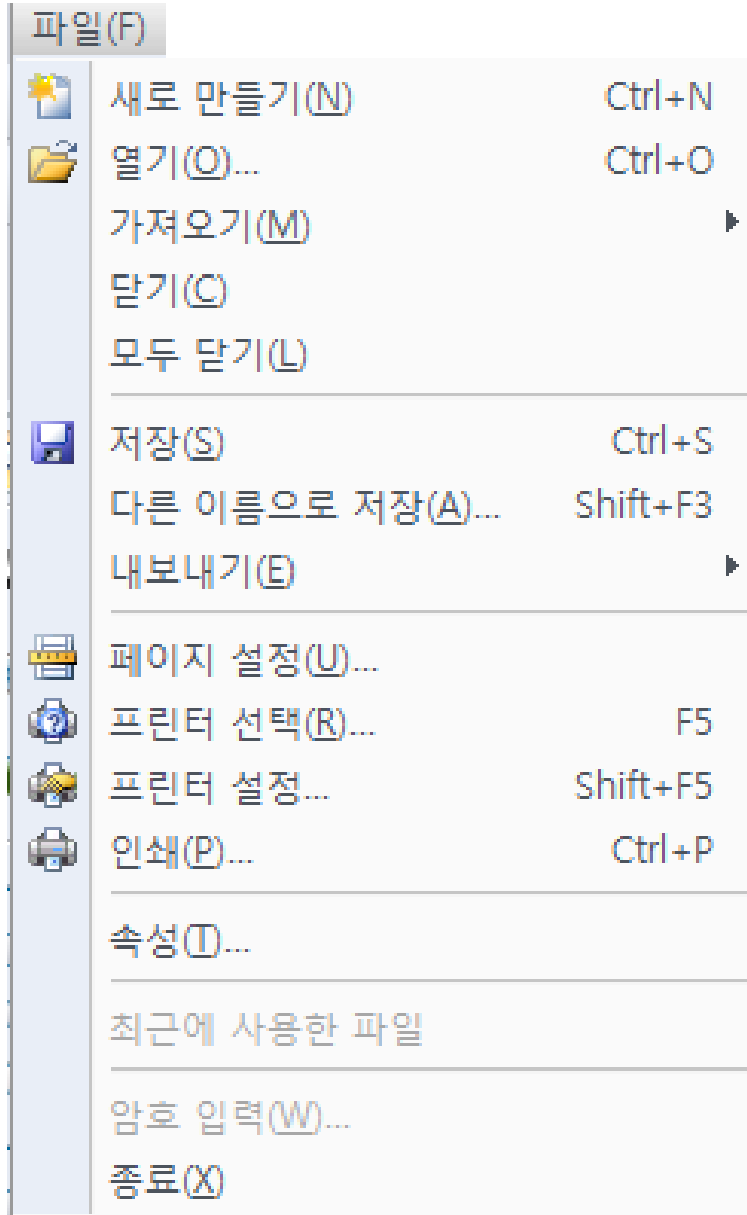 파일(F)
새로 만들기(N) Ctrl+N
열기(O)... Ctrl+O
가져오기(M)
닫기(C)
모두 닫기(L)
저장(S) Ctrl+S
다른 이름으로 저장(A)... Shift+F3
내보내기(E)
페이지 설정(U)...
프린터 선택(R)... F5
프린터 설정... Shift+F5
인쇄(P)... Ctrl+P
속성(T)...
최근에 사용한 파일
암호 입력(W)...
종료(X)